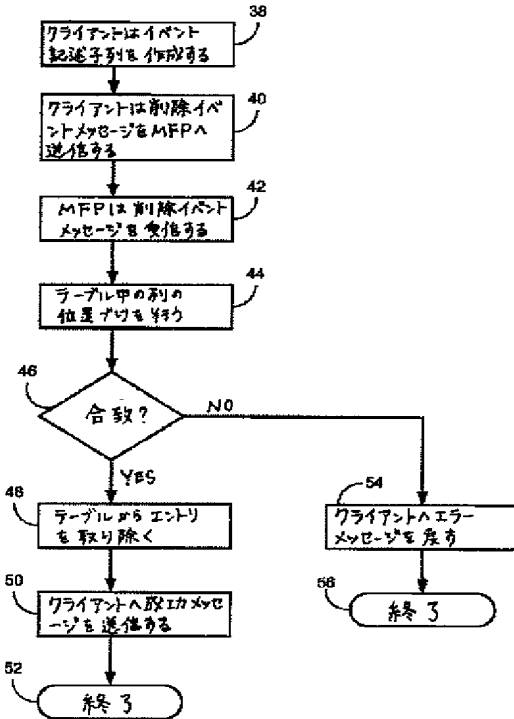 38
クライアントはイベント
記述子列を作成する
40
クライアントは削除イベ
ントメッセージをMFPへ
送信する
42
MFPは削除イベント
メッセージを受信する
44
テーブル中の列の
位置づけを行う
46
合致?
NO
YES
48
テーブルからエントリ
を取り除く
54
クライアントへエラー
メッセージを戻す
50
クライアントへ成功メッセ
ージを送信する
56
終了
52
終了